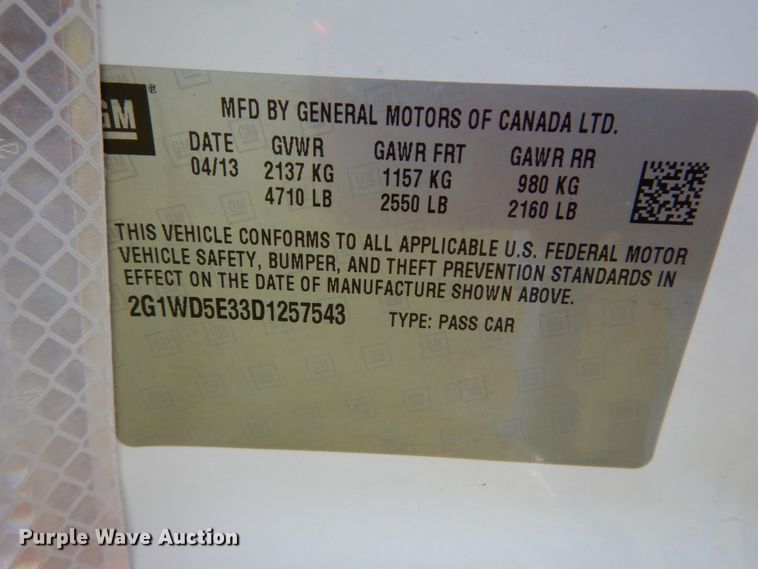 GM®
MFD BY GENERAL MOTORS OF CANADA LTD.
DATE GVWR GAWR FRT GAWR RR
04/13 2137 KG 1157 KG 980 KG
4710 LB 2550 LB 2160 LB
THIS VEHICLE CONFORMS TO ALL APPLICABLE U.S. FEDERAL MOTOR
VEHICLE SAFETY, BUMPER, AND THEFT PREVENTION STANDARDS IN
EFFECT ON THE DATE OF MANUFACTURE SHOWN ABOVE.
2G1WD5E33D1257543 TYPE: PASS CAR
Purple Wave Auction